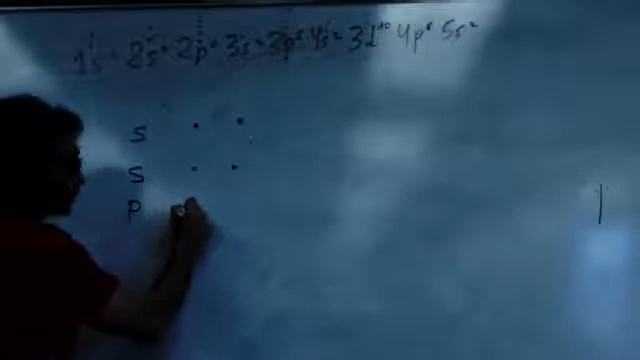 1s² 2s² 2p⁶ 3s² 3p⁶ 4s² 3d¹⁰ 4p⁶ 5s²
s
s
p